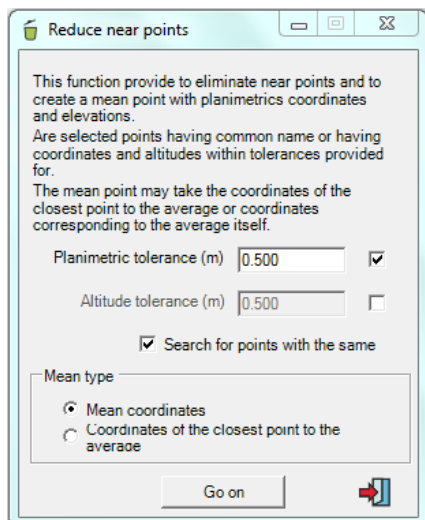 Reduce near points
This function provide to eliminate near points and to
create a mean point with planimetrics coordinates
and elevations.
Are selected points having common name or having
coordinates and altitudes within tolerances provided
for.
The mean point may take the coordinates of the
closest point to the average or coordinates
corresponding to the average itself.
Planimetric tolerance (m) 0.500
Altitude tolerance (m) 0.500
Search for points with the same
Mean type
Mean coordinates
Coordinates of the closest point to the
average
Go on